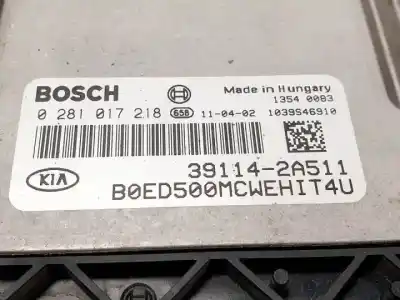 BOSCH
Made in Hungary
1354 0083
0 281 017 218 658 11-04-02 1039S46910
KIA
39114-2A511
B0ED500MCWEHIT4U